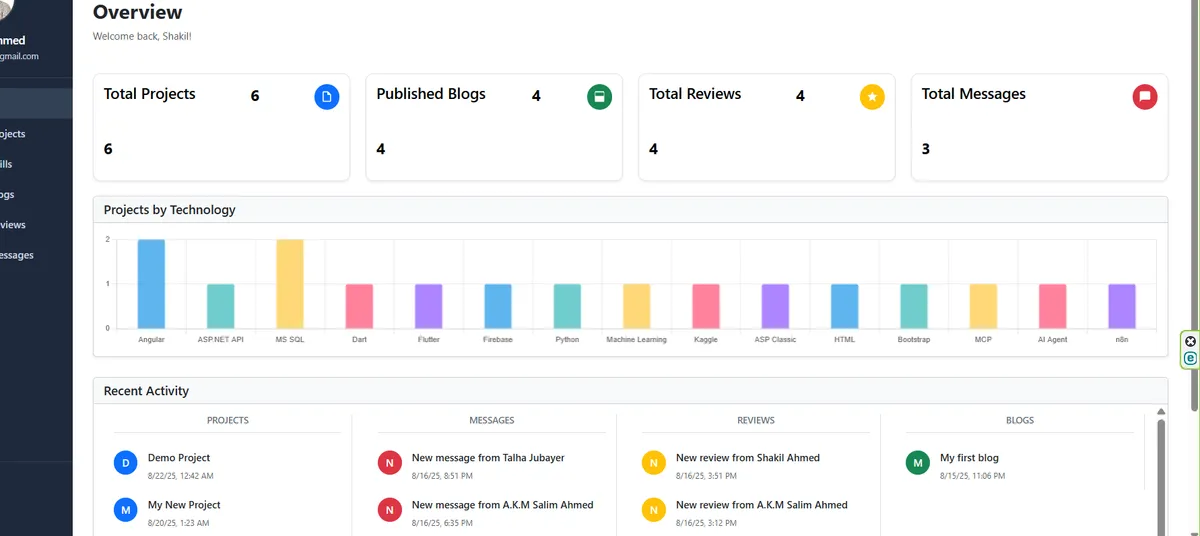 Overview
Welcome back, Shakil!
hmed
gmail.com
ojects
ills
ogs
views
essages
Total Projects 6
6
Published Blogs 4
4
Total Reviews 4
4
Total Messages
3
Projects by Technology
2
1
0
Angular ASP.NET API MS SQL Dart Flutter Firebase Python Machine Learning Kaggle ASP Classic HTML Bootstrap MCP AI Agent n8n
Recent Activity
PROJECTS MESSAGES REVIEWS BLOGS
D Demo Project
8/22/25, 12:42 AM
M My New Project
8/20/25, 1:23 AM
N New message from Talha Jubayer
8/16/25, 8:51 PM
N New message from A.K.M Salim Ahmed
8/16/25, 6:35 PM
N New review from Shakil Ahmed
8/16/25, 3:51 PM
N New review from A.K.M Salim Ahmed
8/16/25, 3:12 PM
M My first blog
8/15/25, 11:06 PM
e